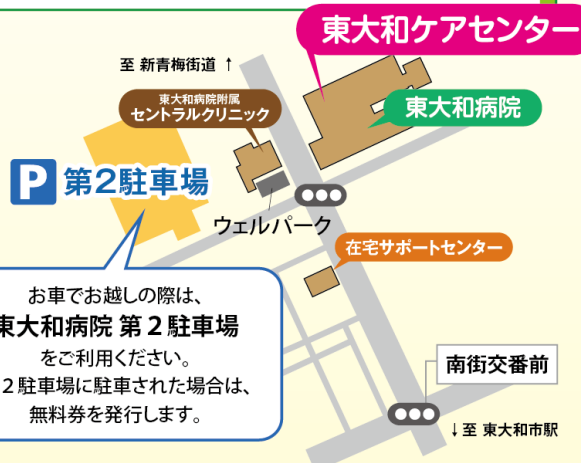 東大和ケアセンター
至 新青梅街道 ↑
東大和病院附属
セントラルクリニック
東大和病院
P 第2駐車場
ウェルパーク
在宅サポートセンター
お車でお越しの際は、
東大和病院 第2駐車場
をご利用ください。
2駐車場に駐車された場合は、
無料券を発行します。
南街交番前
↓至 東大和市駅